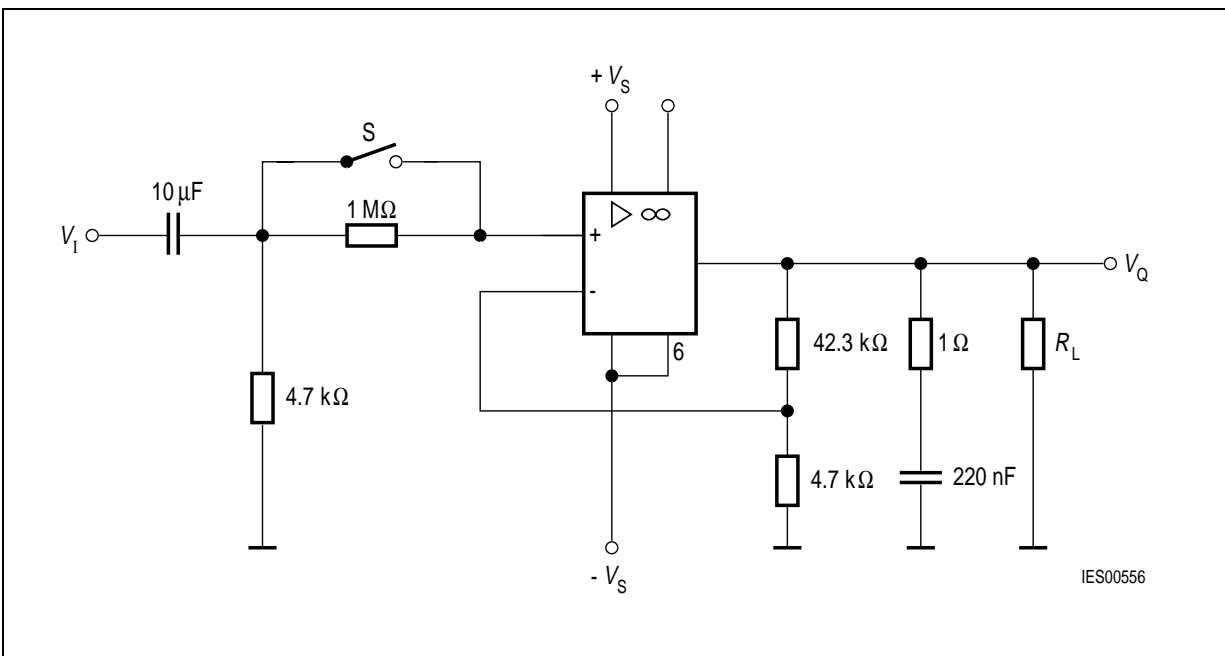 + V_S
S
10 μF
1 MΩ
V_I
▷ ∞
+
-
V_Q
6
42.3 kΩ
1 Ω
R_L
4.7 kΩ
4.7 kΩ
220 nF
- V_S
IES00556